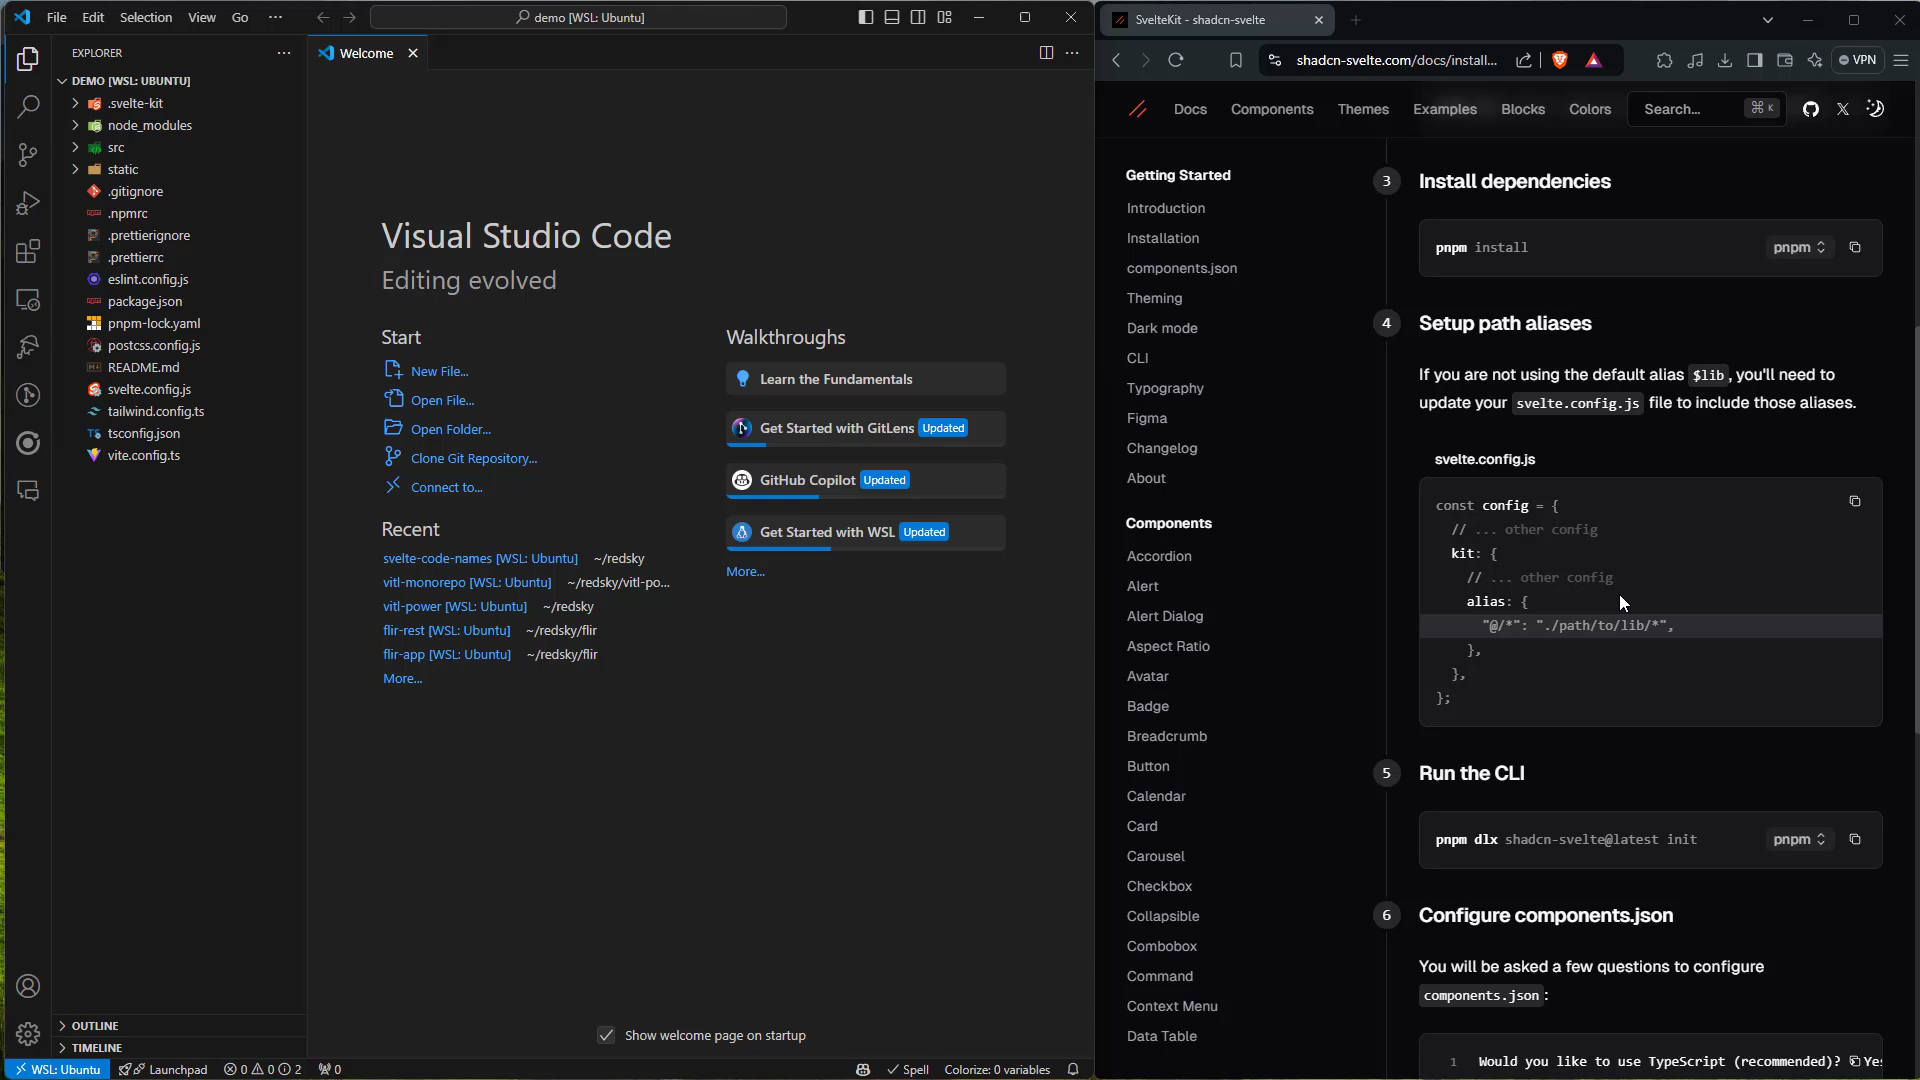 File Edit Selection View Go ···
demo [WSL: Ubuntu]
EXPLORER
DEMO [WSL: UBUNTU]
.svelte-kit
node_modules
src
static
.gitignore
.npmrc
.prettierignore
.prettierrc
eslint.config.js
package.json
pnpm-lock.yaml
postcss.config.js
README.md
svelte.config.js
tailwind.config.ts
tsconfig.json
vite.config.ts
OUTLINE
TIMELINE
Welcome
Visual Studio Code
Editing evolved
Start
New File...
Open File...
Open Folder...
Clone Git Repository...
Connect to...
Recent
svelte-code-names [WSL: Ubuntu] ~/redsky
vitl-monorepo [WSL: Ubuntu] ~/redsky/vitl-po...
vitl-power [WSL: Ubuntu] ~/redsky
flir-rest [WSL: Ubuntu] ~/redsky/flir
flir-app [WSL: Ubuntu] ~/redsky/flir
More...
Walkthroughs
Learn the Fundamentals
Get Started with GitLens Updated
GitHub Copilot Updated
Get Started with WSL Updated
More...
Show welcome page on startup
WSL: Ubuntu Launchpad 0 0 2 0 Spell Colorize: 0 variables
SvelteKit - shadcn-svelte
shadcn-svelte.com/docs/install... VPN
Docs Components Themes Examples Blocks Colors Search... ⌘ K
Getting Started
Introduction
Installation
components.json
Theming
Dark mode
CLI
Typography
Figma
Changelog
About
Components
Accordion
Alert
Alert Dialog
Aspect Ratio
Avatar
Badge
Breadcrumb
Button
Calendar
Card
Carousel
Checkbox
Collapsible
Combobox
Command
Context Menu
Data Table
3 Install dependencies
pnpm install pnpm
4 Setup path aliases
If you are not using the default alias $lib, you'll need to
update your svelte.config.js file to include those aliases.
svelte.config.js
const config = {
// ... other config
kit: {
// ... other config
alias: {
"@/*": "./path/to/lib/*",
},
},
};
5 Run the CLI
pnpm dlx shadcn-svelte@latest init pnpm
6 Configure components.json
You will be asked a few questions to configure
components.json:
1 Would you like to use TypeScript (recommended)? Yes